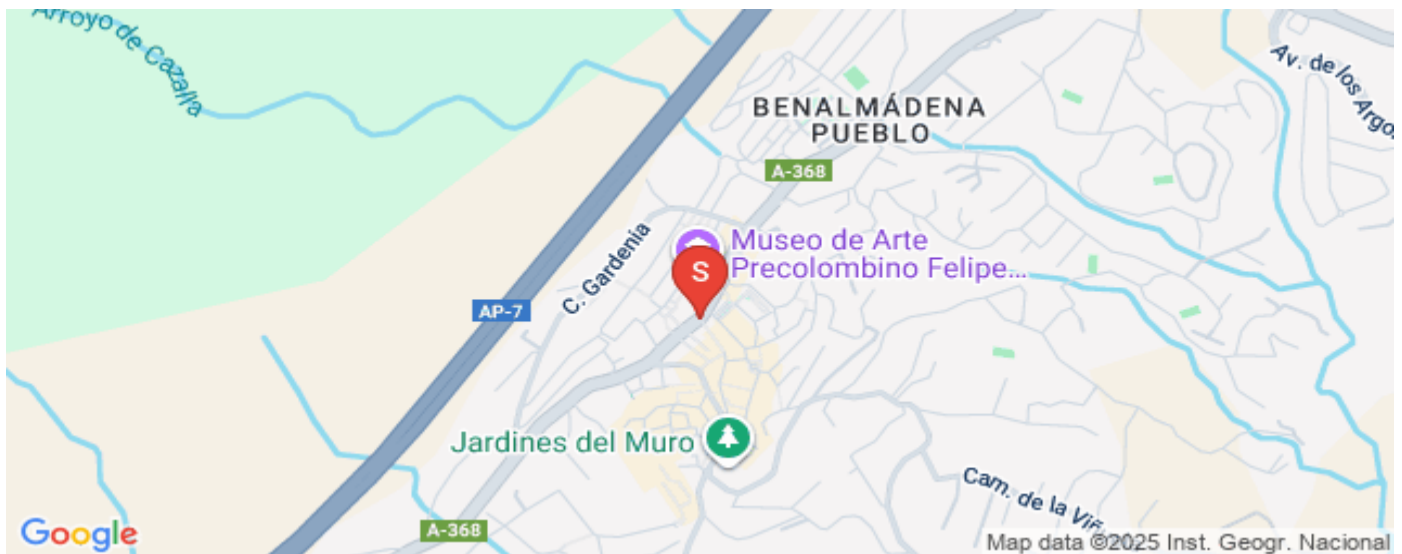 Arroyo de Cazalla
Av. de los Argo
BENALMÁDENA
PUEBLO
A-368
C. Gardenia
Museo de Arte
Precolombino Felipe...
S
AP-7
Jardines del Muro
Cam. de la Viñ
A-368
Google
Map data ©2025 Inst. Geogr. Nacional